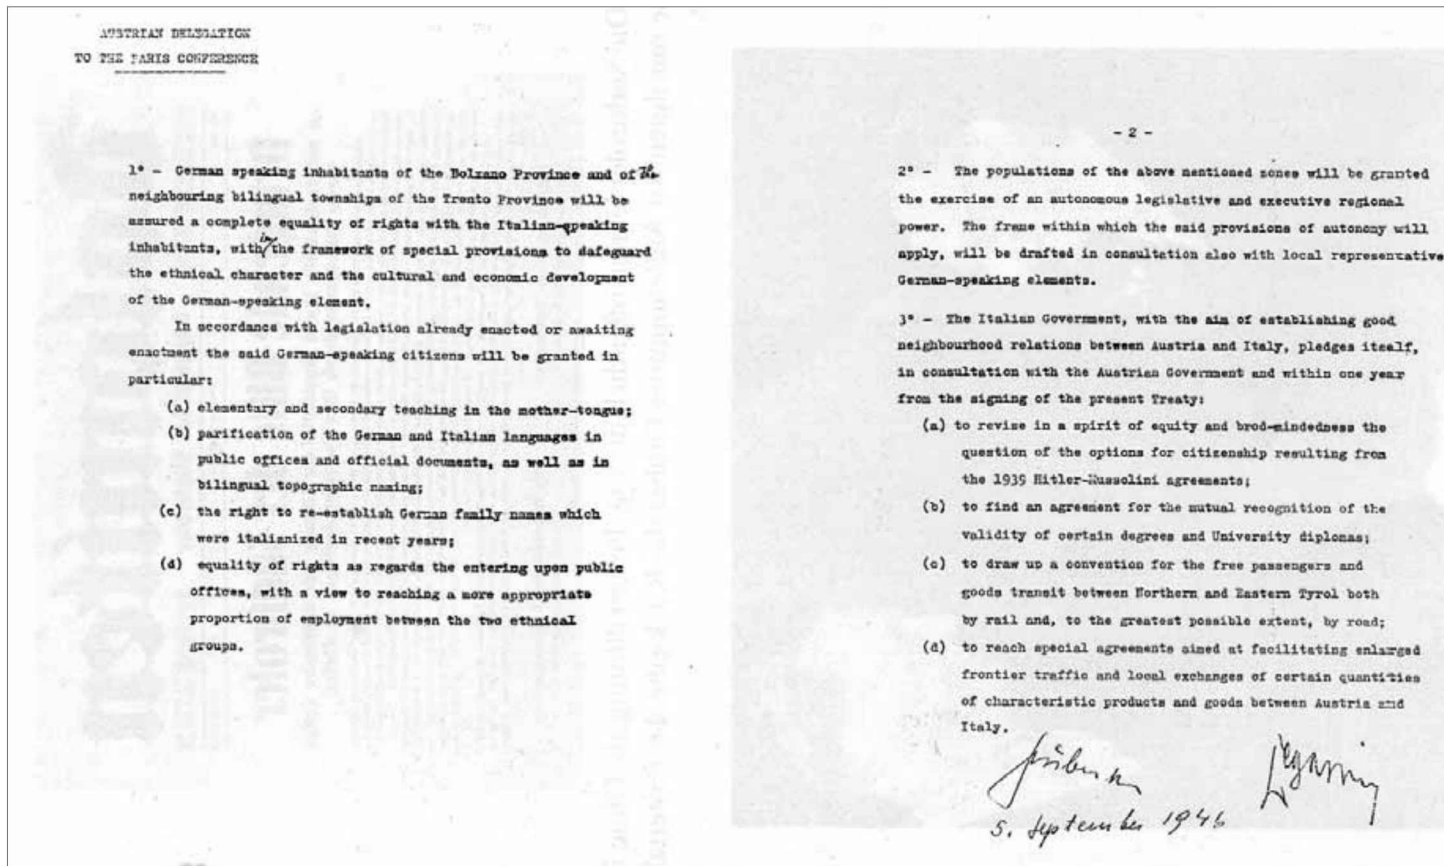 AUSTRIAN DELEGATION
TO THE PARIS CONFERENCE
1° - German speaking inhabitants of the Bolzano Province and of the
neighbouring bilingual townships of the Trento Province will be
assured a complete equality of rights with the Italian-speaking
inhabitants, within the framework of special provisions to safeguard
the ethnical character and the cultural and economic development
of the German-speaking element.
In accordance with legislation already enacted or awaiting
enactment the said German-speaking citizens will be granted in
particular:
(a) elementary and secondary teaching in the mother-tongue;
(b) parification of the German and Italian languages in
public offices and official documents, as well as in
bilingual topographic naming;
(c) the right to re-establish German family names which
were italianized in recent years;
(d) equality of rights as regards the entering upon public
offices, with a view to reaching a more appropriate
proportion of employment between the two ethnical
groups.
- 2 -
2° - The populations of the above mentioned zones will be granted
the exercise of an autonomous legislative and executive regional
power. The frame within which the said provisions of autonomy will
apply, will be drafted in consultation also with local representative
German-speaking elements.
3° - The Italian Government, with the aim of establishing good
neighbourhood relations between Austria and Italy, pledges itself,
in consultation with the Austrian Government and within one year
from the signing of the present Treaty:
(a) to revise in a spirit of equity and brod-mindedness the
question of the options for citizenship resulting from
the 1939 Hitler-Mussolini agreements;
(b) to find an agreement for the mutual recognition of the
validity of certain degrees and University diplomas;
(c) to draw up a convention for the free passengers and
goods transit between Northern and Eastern Tyrol both
by rail and, to the greatest possible extent, by road;
(d) to reach special agreements aimed at facilitating enlarged
frontier traffic and local exchanges of certain quantities
of characteristic products and goods between Austria and
Italy.
5. September 1946